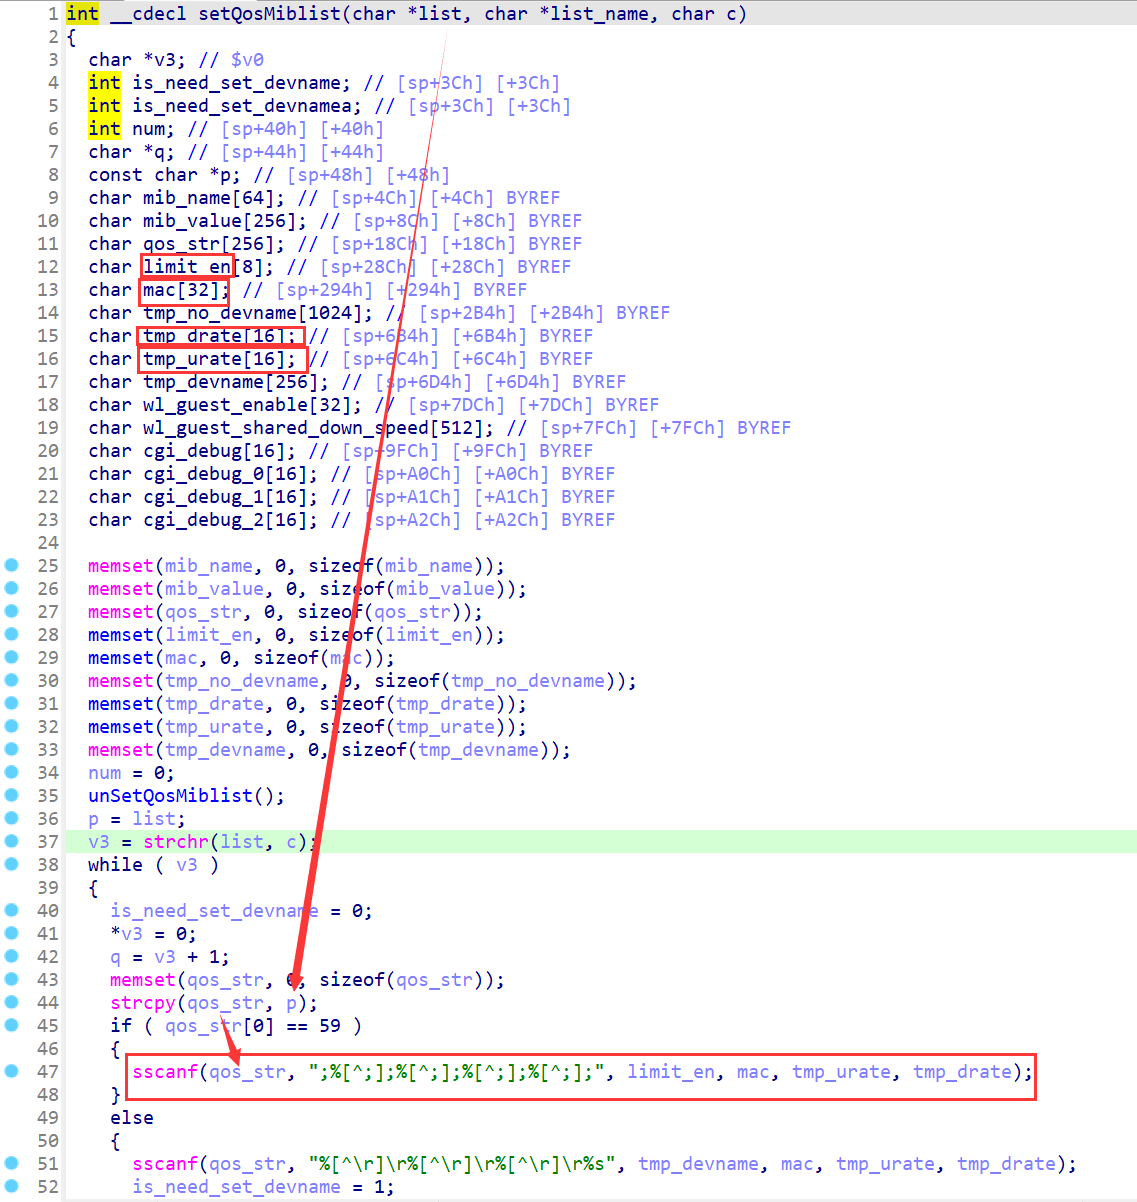 1 int __cdecl setQosMiblist(char *list, char *list_name, char c)
2 {
3 char *v3; // $v0
4 int is_need_set_devname; // [sp+3Ch] [+3Ch]
5 int is_need_set_devnamea; // [sp+3Ch] [+3Ch]
6 int num; // [sp+40h] [+40h]
7 char *q; // [sp+44h] [+44h]
8 const char *p; // [sp+48h] [+48h]
9 char mib_name[64]; // [sp+4Ch] [+4Ch] BYREF
10 char mib_value[256]; // [sp+8Ch] [+8Ch] BYREF
11 char qos_str[256]; // [sp+18Ch] [+18Ch] BYREF
12 char limit_en[8]; // [sp+28Ch] [+28Ch] BYREF
13 char mac[32]; // [sp+294h] [+294h] BYREF
14 char tmp_no_devname[1024]; // [sp+2B4h] [+2B4h] BYREF
15 char tmp_drate[16]; // [sp+6B4h] [+6B4h] BYREF
16 char tmp_urate[16]; // [sp+6C4h] [+6C4h] BYREF
17 char tmp_devname[256]; // [sp+6D4h] [+6D4h] BYREF
18 char wl_guest_enable[32]; // [sp+7DCh] [+7DCh] BYREF
19 char wl_guest_shared_down_speed[512]; // [sp+7FCh] [+7FCh] BYREF
20 char cgi_debug[16]; // [sp+9FCh] [+9FCh] BYREF
21 char cgi_debug_0[16]; // [sp+A0Ch] [+A0Ch] BYREF
22 char cgi_debug_1[16]; // [sp+A1Ch] [+A1Ch] BYREF
23 char cgi_debug_2[16]; // [sp+A2Ch] [+A2Ch] BYREF
24
25 memset(mib_name, 0, sizeof(mib_name));
26 memset(mib_value, 0, sizeof(mib_value));
27 memset(qos_str, 0, sizeof(qos_str));
28 memset(limit_en, 0, sizeof(limit_en));
29 memset(mac, 0, sizeof(mac));
30 memset(tmp_no_devname, 0, sizeof(tmp_no_devname));
31 memset(tmp_drate, 0, sizeof(tmp_drate));
32 memset(tmp_urate, 0, sizeof(tmp_urate));
33 memset(tmp_devname, 0, sizeof(tmp_devname));
34 num = 0;
35 unSetQosMiblist();
36 p = list;
37 v3 = strchr(list, c);
38 while ( v3 )
39 {
40 is_need_set_devname = 0;
41 *v3 = 0;
42 q = v3 + 1;
43 memset(qos_str, 0, sizeof(qos_str));
44 strcpy(qos_str, p);
45 if ( qos_str[0] == 59 )
46 {
47 sscanf(qos_str, ";%[^;];%[^;];%[^;];%[^;];", limit_en, mac, tmp_urate, tmp_drate);
48 }
49 else
50 {
51 sscanf(qos_str, "%[^\r]\r%[^\r]\r%[^\r]\r%s", tmp_devname, mac, tmp_urate, tmp_drate);
52 is_need_set_devname = 1;